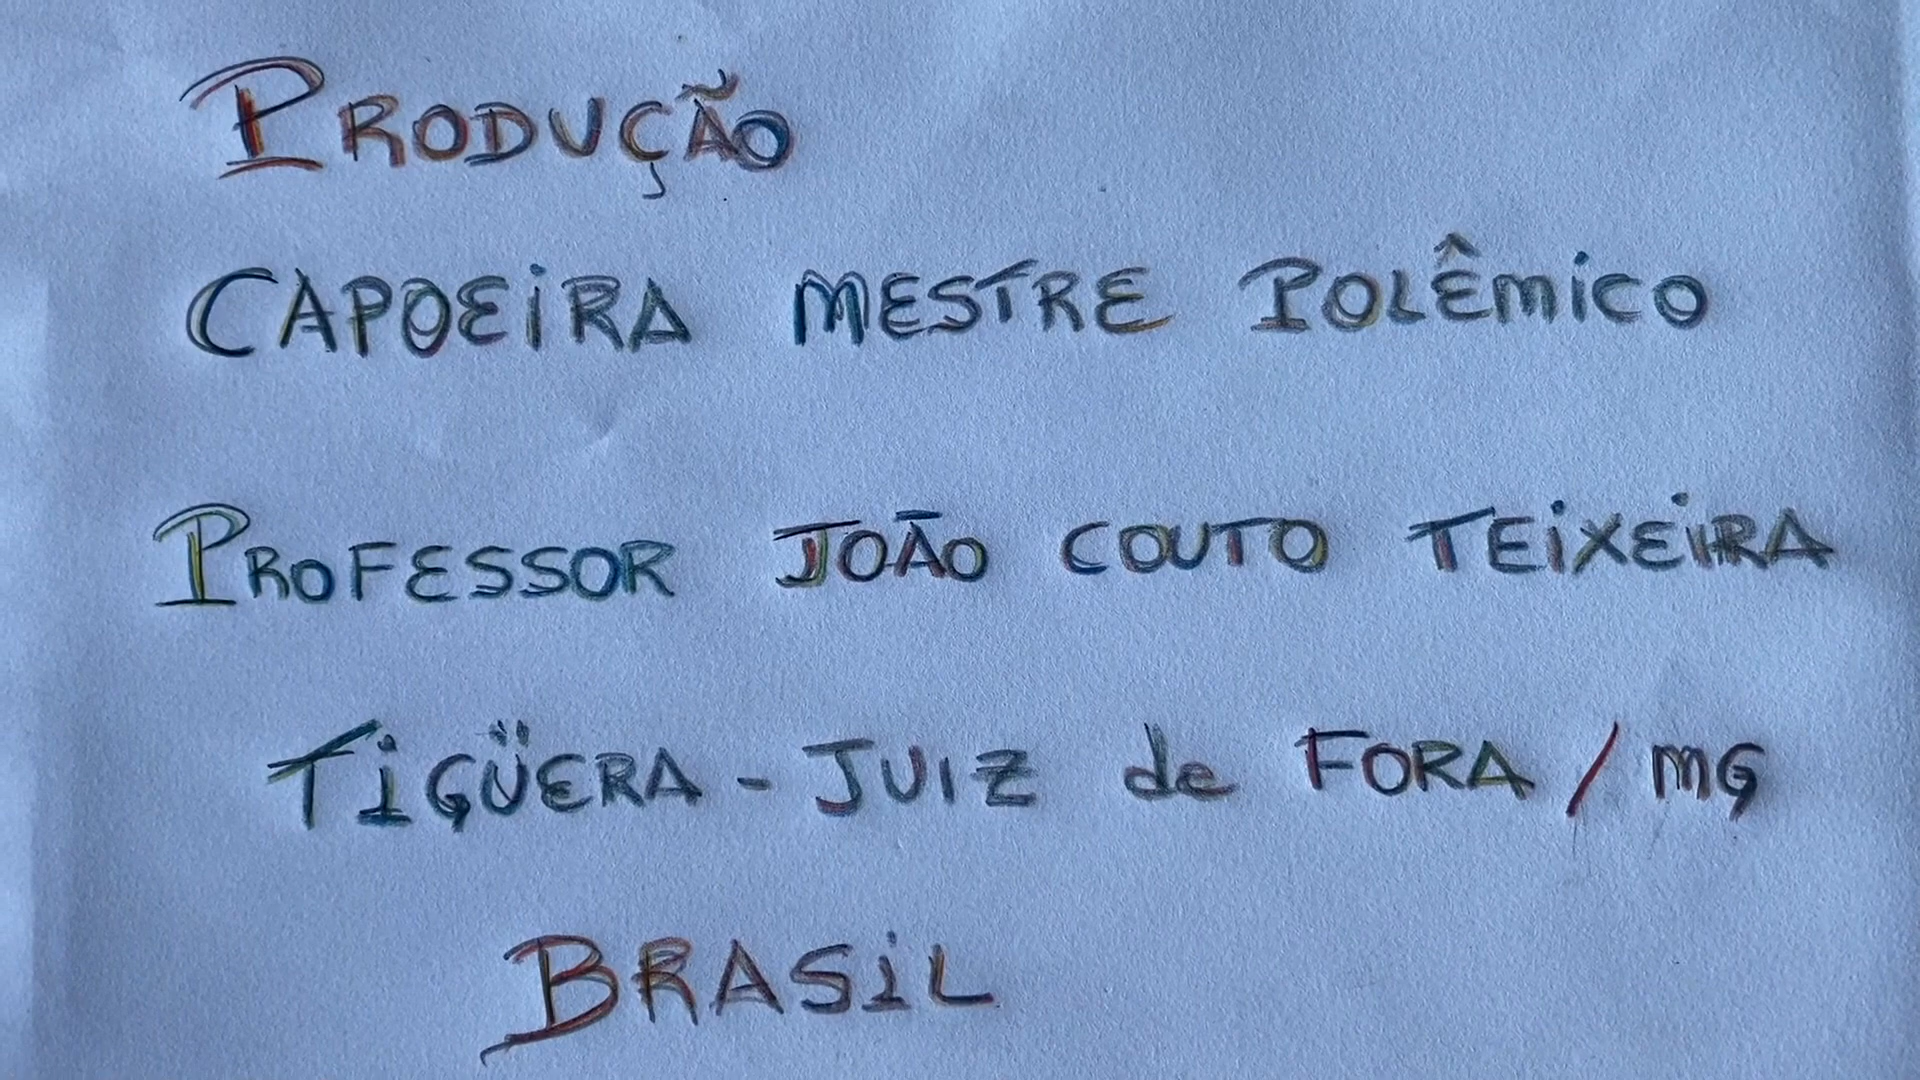 PRODUÇÃO
CAPOEiRA MESTRE POLÊMiCO
PROFESSOR JOÃO COUTO TEiXEiRA
TiGÜERA - JUIZ de FORA / MG
BRASiL